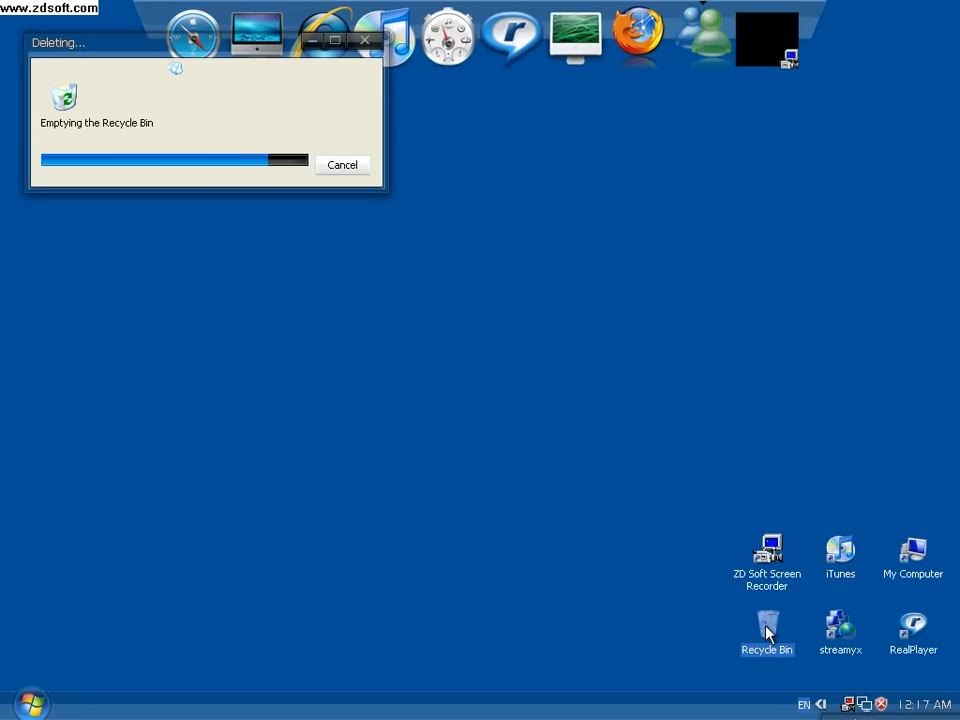 www.zdsoft.com
Deleting...
Emptying the Recycle Bin
Cancel
ZD Soft Screen
Recorder
iTunes
My Computer
Recycle Bin
streamyx
RealPlayer
EN
12:17 AM